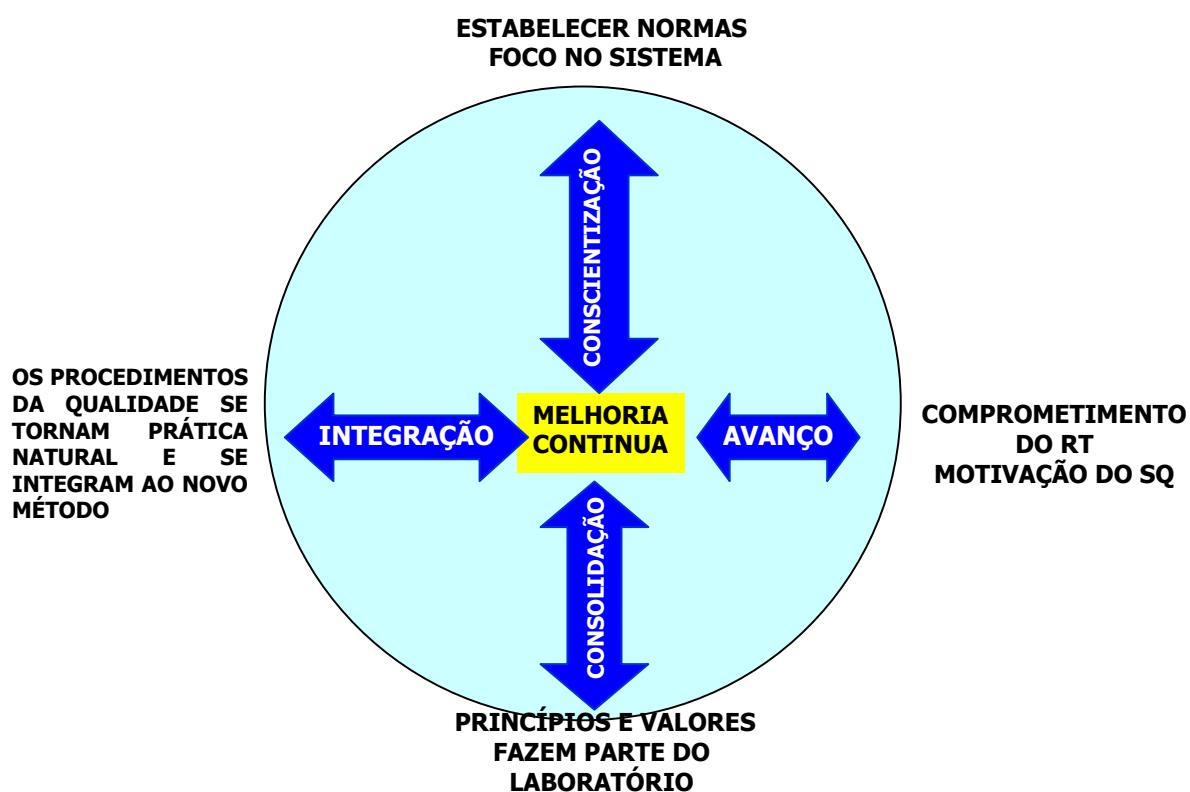 ESTABELECER NORMAS
FOCO NO SISTEMA
CONSCIENTIZAÇÃO
OS PROCEDIMENTOS
DA QUALIDADE SE
TORNAM PRÁTICA
NATURAL E SE
INTEGRAM AO NOVO
MÉTODO
INTEGRAÇÃO
MELHORIA
CONTINUA
AVANÇO
COMPROMETIMENTO
DO RT
MOTIVAÇÃO DO SQ
CONSOLIDAÇÃO
PRINCÍPIOS E VALORES
FAZEM PARTE DO
LABORATÓRIO